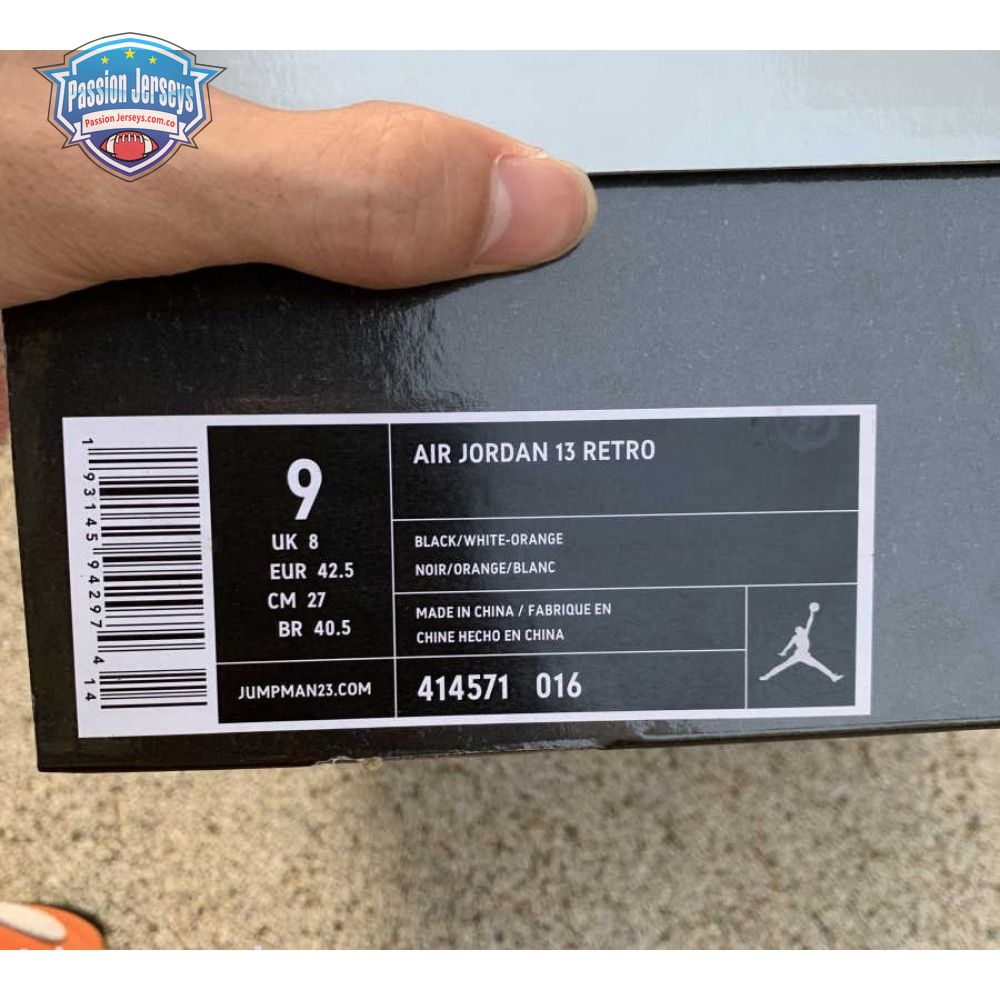 Passion Jerseys
Passion Jerseys.com.co
1 93145 94297 4 14
9
UK 8
EUR 42.5
CM 27
BR 40.5
JUMPMAN23.COM
AIR JORDAN 13 RETRO
BLACK/WHITE-ORANGE
NOIR/ORANGE/BLANC
MADE IN CHINA / FABRIQUE EN
CHINE HECHO EN CHINA
414571 016